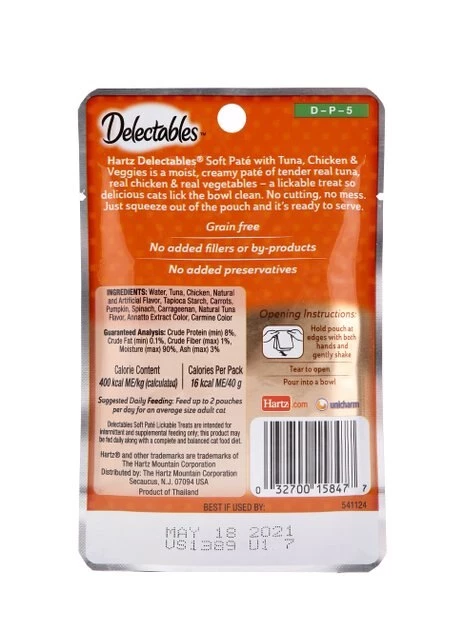 D-P-5
Delectables™
Hartz Delectables® Soft Paté with Tuna, Chicken &
Veggies is a moist, creamy paté of tender real tuna,
real chicken & real vegetables – a lickable treat so
delicious cats lick the bowl clean. No cutting, no mess.
Just squeeze out of the pouch and it's ready to serve.
Grain free
No added fillers or by-products
No added preservatives
INGREDIENTS: Water, Tuna, Chicken, Natural
and Artificial Flavor, Tapioca Starch, Carrots,
Pumpkin, Spinach, Carrageenan, Natural Tuna
Flavor, Annatto Extract Color, Carmine Color
Guaranteed Analysis: Crude Protein (min) 8%,
Crude Fat (min) 0.1%, Crude Fiber (max) 1%,
Moisture (max) 90%, Ash (max) 3%
Calorie Content
400 kcal ME/kg (calculated)
Calories Per Pack
16 kcal ME/40 g
Suggested Daily Feeding: Feed up to 2 pouches
per day for an average size adult cat
Delectables Soft Paté Lickable Treats are intended for
intermittent and supplemental feeding only; this product may
be fed daily along with a complete and balanced cat food diet.
Hartz® and other trademarks are trademarks of
The Hartz Mountain Corporation
Distributed by: The Hartz Mountain Corporation
Secaucus, N.J. 07094 USA
Product of Thailand
Opening Instructions:
Hold pouch at
edges with both
hands and
gently shake
Tear to open
Pour into a bowl
Hartz.com
unicharm
0 32700 15847 7
BEST IF USED BY:
541124
MAY 18 2021
US1389 U1 7